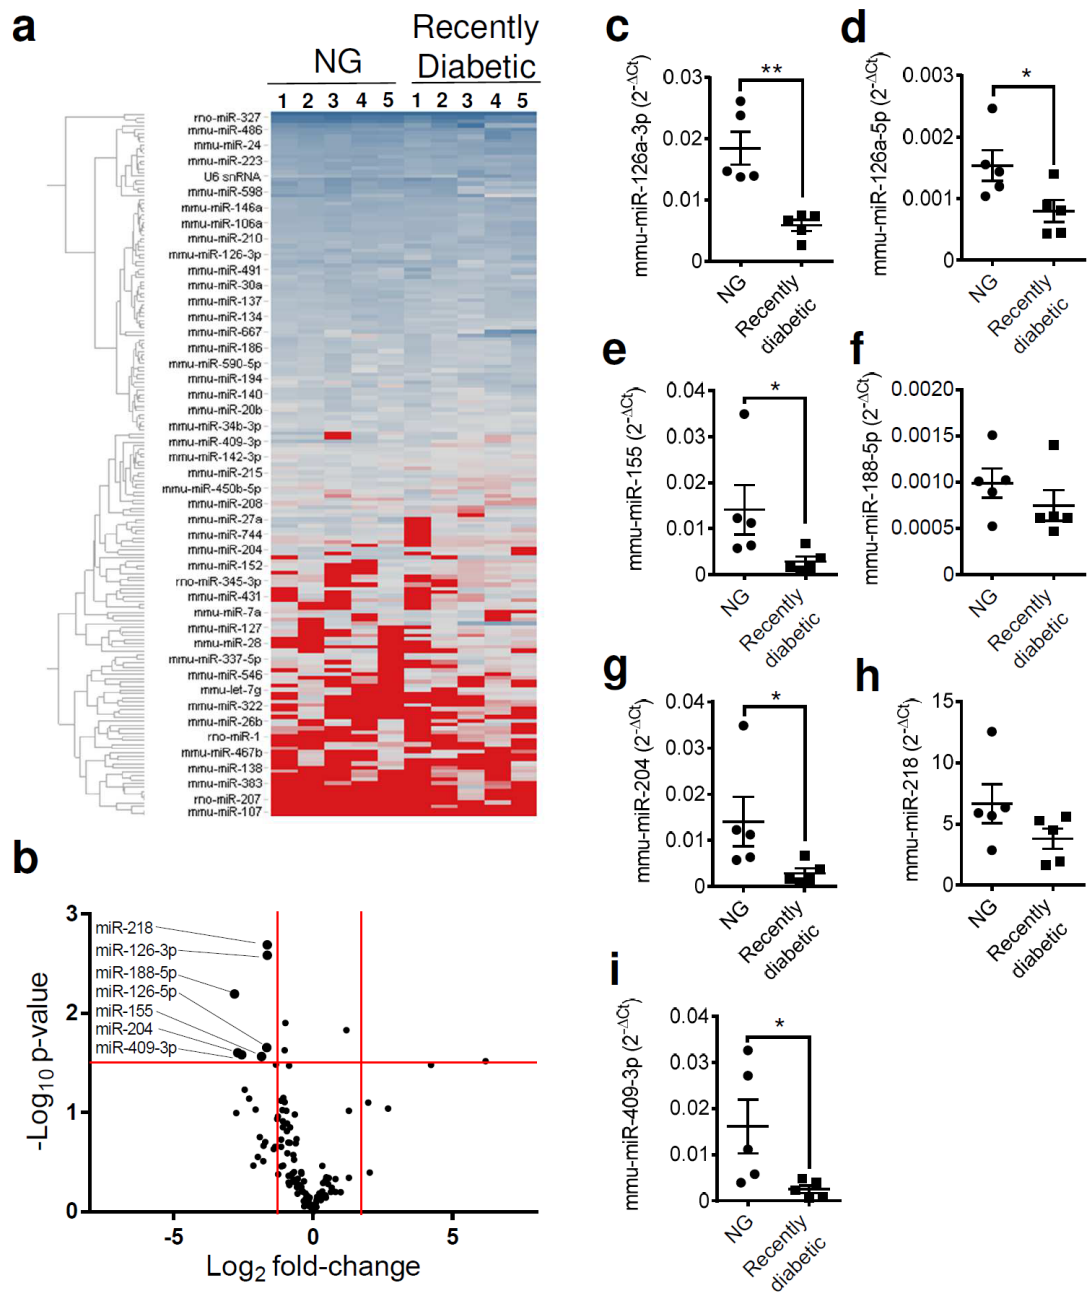 a
NG
Recently
Diabetic
1 2 3 4 5 1 2 3 4 5
rno-miR-327
mmu-miR-486
mmu-miR-24
mmu-miR-223
U6 snRNA
mmu-miR-598
mmu-miR-146a
mmu-miR-106a
mmu-miR-210
mmu-miR-126-3p
mmu-miR-491
mmu-miR-30a
mmu-miR-137
mmu-miR-134
mmu-miR-667
mmu-miR-186
mmu-miR-590-5p
mmu-miR-194
mmu-miR-140
mmu-miR-20b
mmu-miR-34b-3p
mmu-miR-409-3p
mmu-miR-142-3p
mmu-miR-215
mmu-miR-450b-5p
mmu-miR-208
mmu-miR-27a
mmu-miR-744
mmu-miR-204
mmu-miR-152
rno-miR-345-3p
mmu-miR-431
mmu-miR-7a
mmu-miR-127
mmu-miR-28
mmu-miR-337-5p
mmu-miR-546
mmu-let-7g
mmu-miR-322
mmu-miR-26b
rno-miR-1
mmu-miR-467b
mmu-miR-138
mmu-miR-383
rno-miR-207
mmu-miR-107
b
-Log10 p-value
3
2
1
0
miR-218
miR-126-3p
miR-188-5p
miR-126-5p
miR-155
miR-204
miR-409-3p
-5 0 5
Log2 fold-change
c
mmu-miR-126a-3p (2-ΔCt)
0.03
0.02
0.01
0
**
NG
Recently
diabetic
d
mmu-miR-126a-5p (2-ΔCt)
0.003
0.002
0.001
0
*
NG
Recently
diabetic
e
mmu-miR-155 (2-ΔCt)
0.04
0.03
0.02
0.01
0
*
NG
Recently
diabetic
f
mmu-miR-188-5p (2-ΔCt)
0.0020
0.0015
0.0010
0.0005
0
NG
Recently
diabetic
g
mmu-miR-204 (2-ΔCt)
0.04
0.03
0.02
0.01
0
*
NG
Recently
diabetic
h
mmu-miR-218 (2-ΔCt)
15
10
5
0
NG
Recently
diabetic
i
mmu-miR-409-3p (2-ΔCt)
0.04
0.03
0.02
0.01
0
*
NG
Recently
diabetic